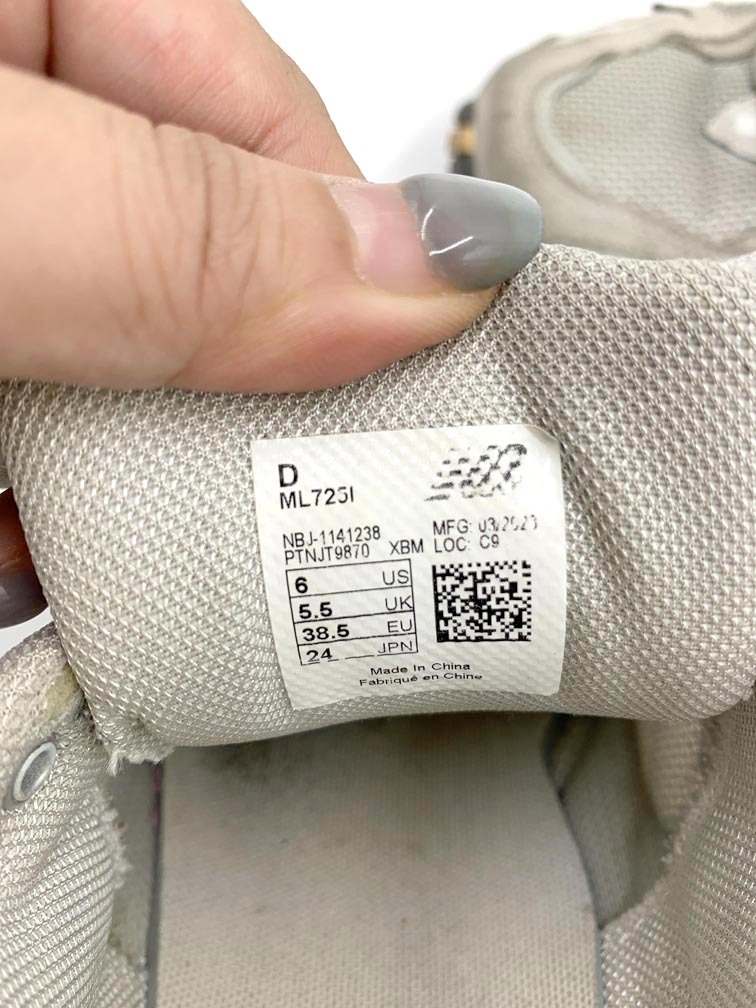 D
ML725I
NBJ-1141238
PTNJT9870 XBM
MFG: 03/2023
LOC: C9
6 US
5.5 UK
38.5 EU
24 JPN
Made In China
Fabriqué en Chine